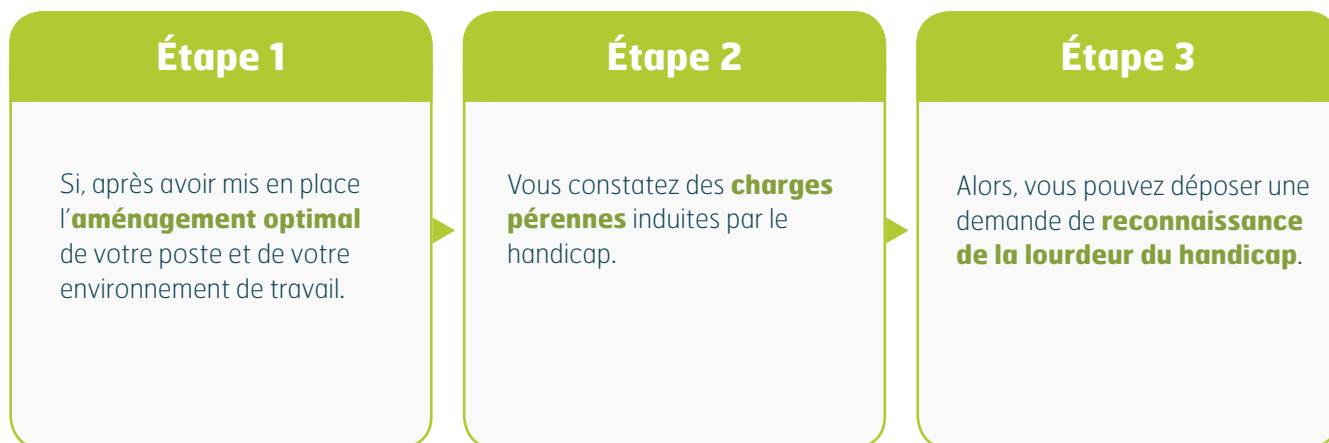 Étape 1
Si, après avoir mis en place
l'aménagement optimal
de votre poste et de votre
environnement de travail.
Étape 2
Vous constatez des charges
pérennes induites par le
handicap.
Étape 3
Alors, vous pouvez déposer une
demande de reconnaissance
de la lourdeur du handicap.